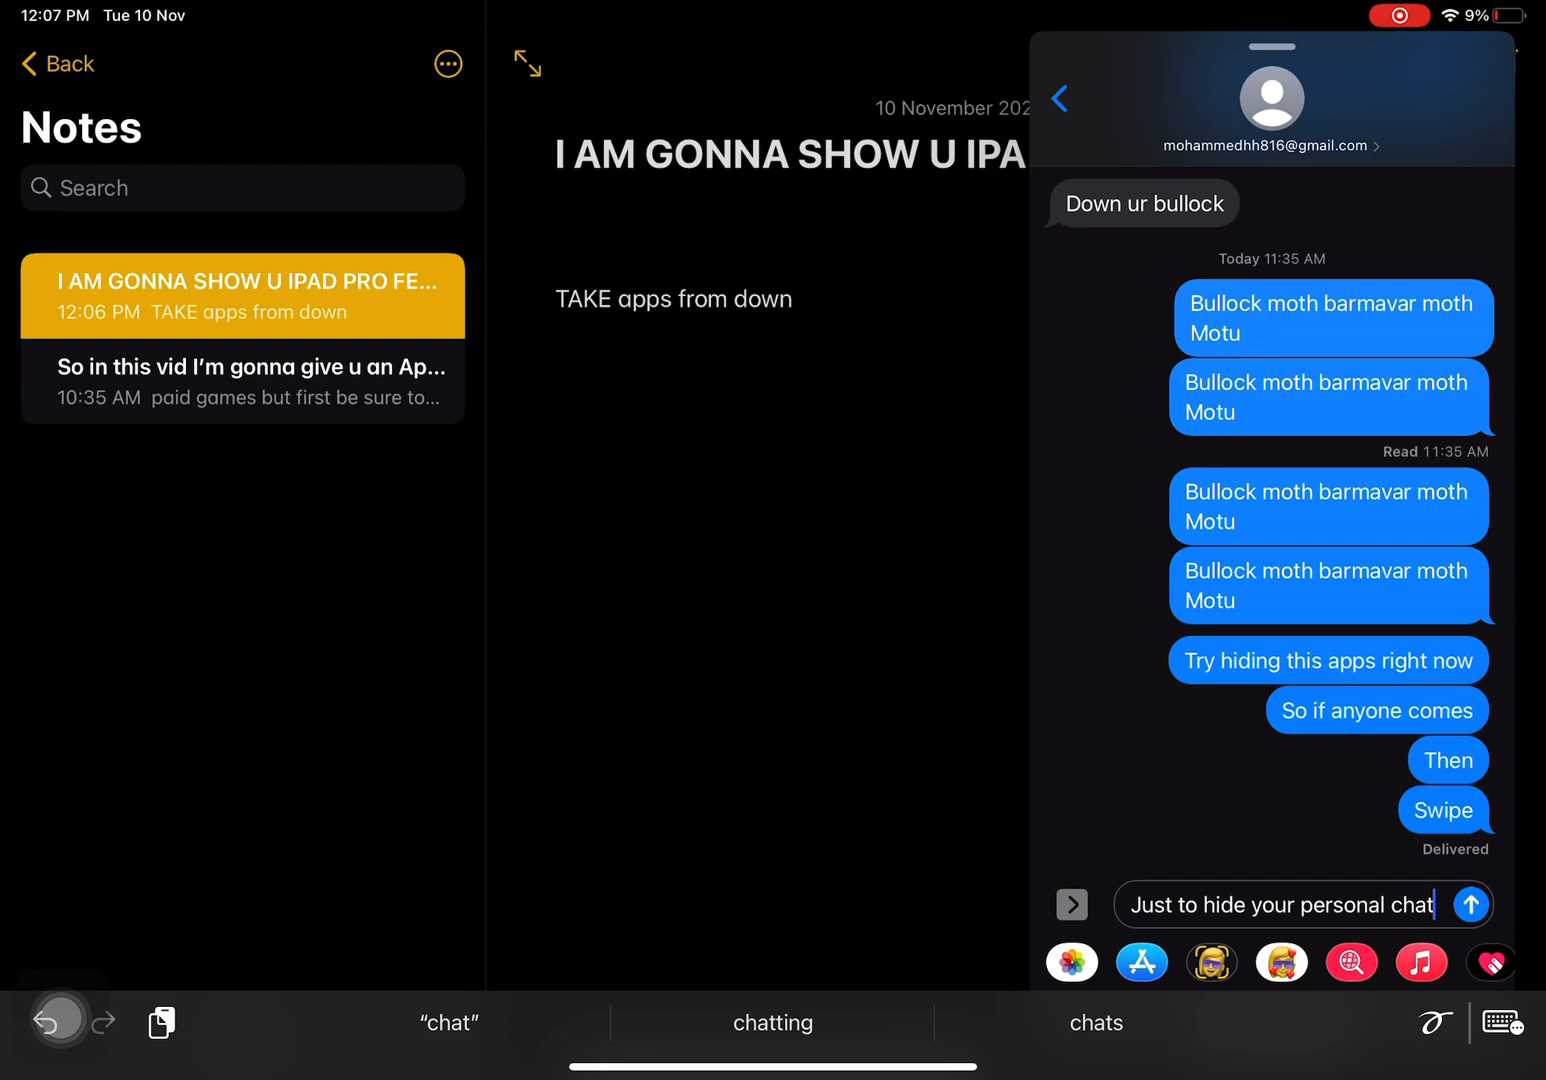 12:07 PM Tue 10 Nov
9%
Back
Notes
Search
I AM GONNA SHOW U IPAD PRO FE...
12:06 PM TAKE apps from down
So in this vid I’m gonna give u an Ap...
10:35 AM paid games but first be sure to...
10 November 202
I AM GONNA SHOW U IPA
TAKE apps from down
mohammedhh816@gmail.com
Down ur bullock
Today 11:35 AM
Bullock moth barmavar moth
Motu
Bullock moth barmavar moth
Motu
Read 11:35 AM
Bullock moth barmavar moth
Motu
Bullock moth barmavar moth
Motu
Try hiding this apps right now
So if anyone comes
Then
Swipe
Delivered
Just to hide your personal chat
“chat”
chatting
chats